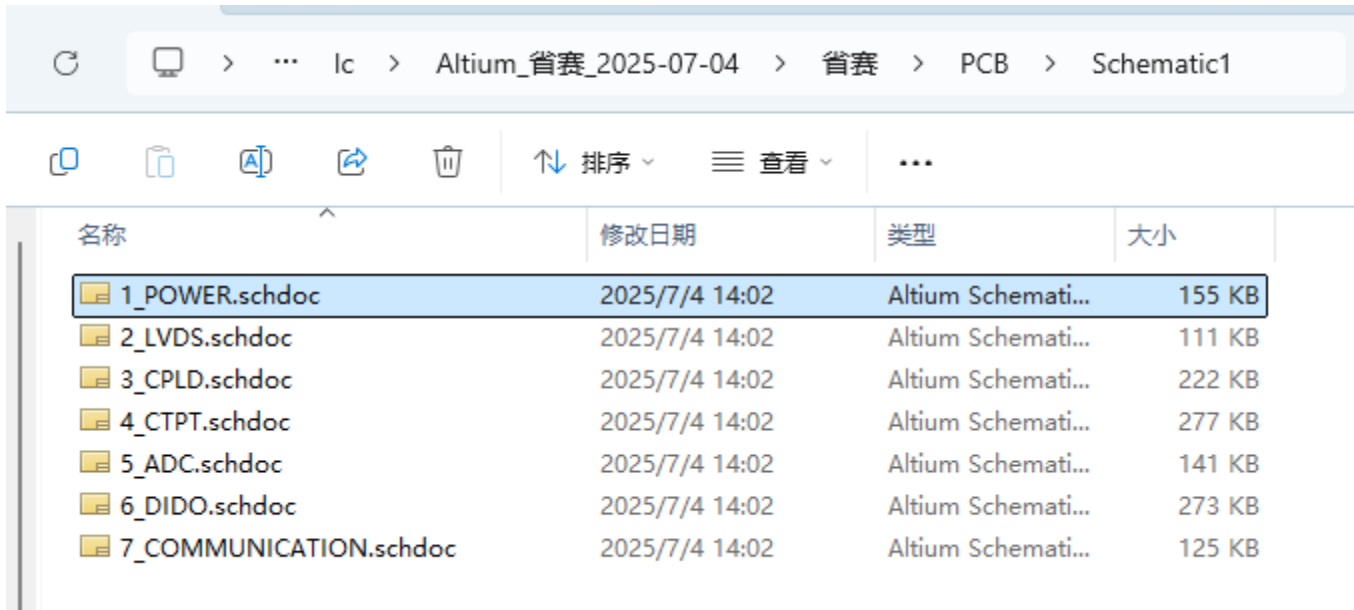 lc Altium_省赛_2025-07-04 省赛 PCB Schematic1
排序 查看
名称 修改日期 类型 大小
1_POWER.schdoc 2025/7/4 14:02 Altium Schemati... 155 KB
2_LVDS.schdoc 2025/7/4 14:02 Altium Schemati... 111 KB
3_CPLD.schdoc 2025/7/4 14:02 Altium Schemati... 222 KB
4_CTPT.schdoc 2025/7/4 14:02 Altium Schemati... 277 KB
5_ADC.schdoc 2025/7/4 14:02 Altium Schemati... 141 KB
6_DIDO.schdoc 2025/7/4 14:02 Altium Schemati... 273 KB
7_COMMUNICATION.schdoc 2025/7/4 14:02 Altium Schemati... 125 KB